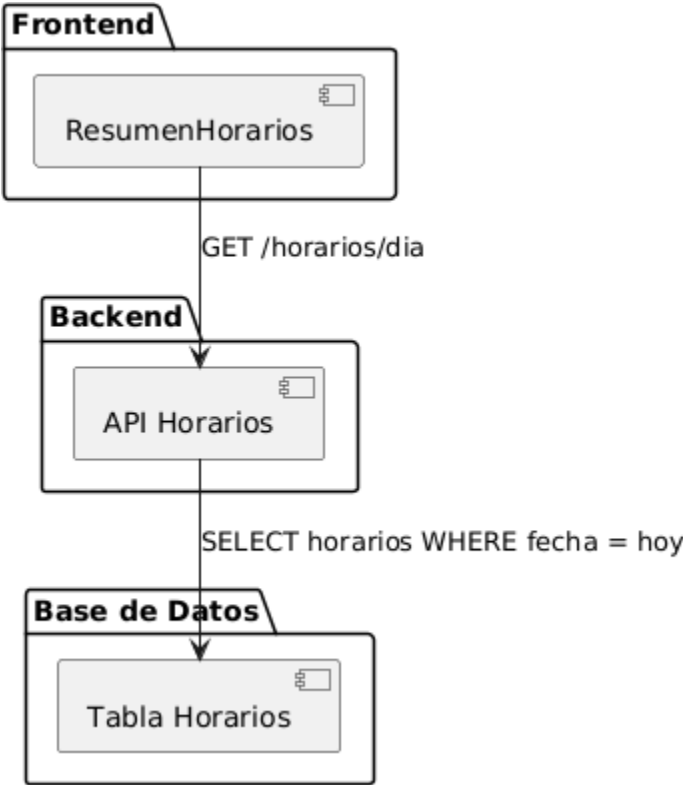 Frontend
ResumenHorarios
GET /horarios/dia
Backend
API Horarios
SELECT horarios WHERE fecha = hoy
Base de Datos
Tabla Horarios